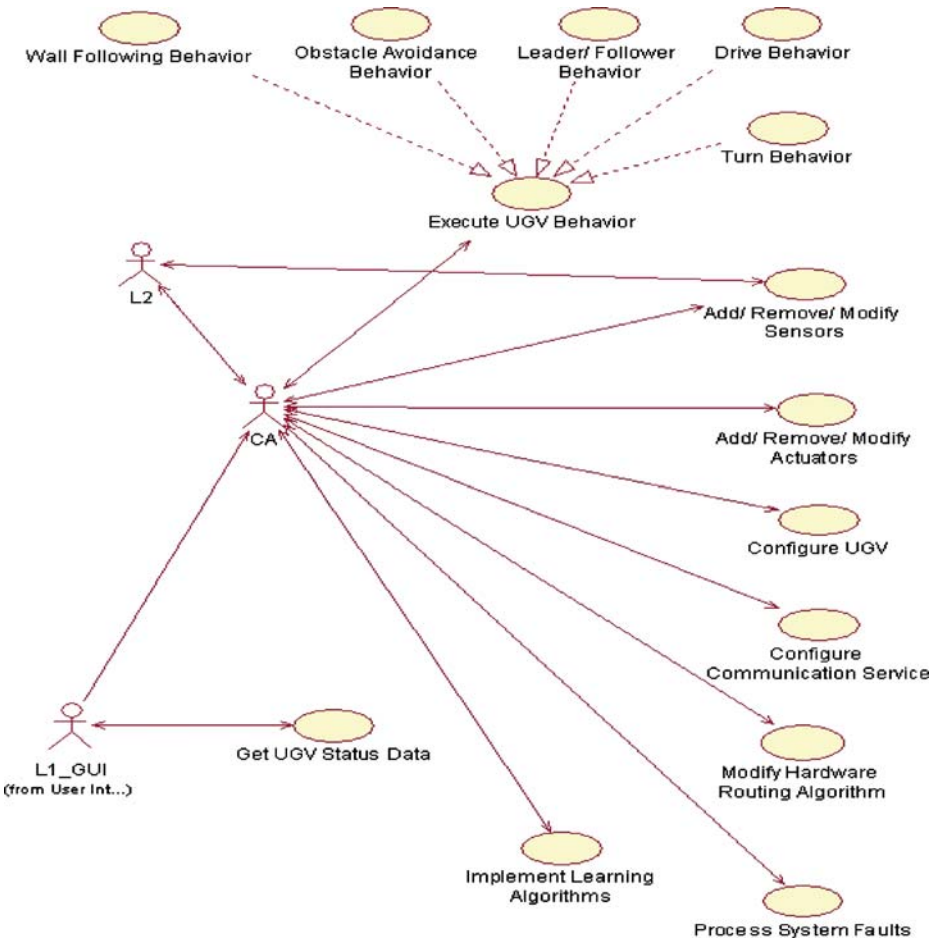 Wall Following Behavior
Obstacle Avoidance
Behavior
Leader/ Follower
Behavior
Drive Behavior
Turn Behavior
Execute UGV Behavior
L2
Add/ Remove/ Modify
Sensors
CA
Add/ Remove/ Modify
Actuators
Configure UGV
Configure
Communication Service
L1_GUI
(from User Int...)
Get UGV Status Data
Modify Hardware
Routing Algorithm
Implement Learning
Algorithms
Process System Faults